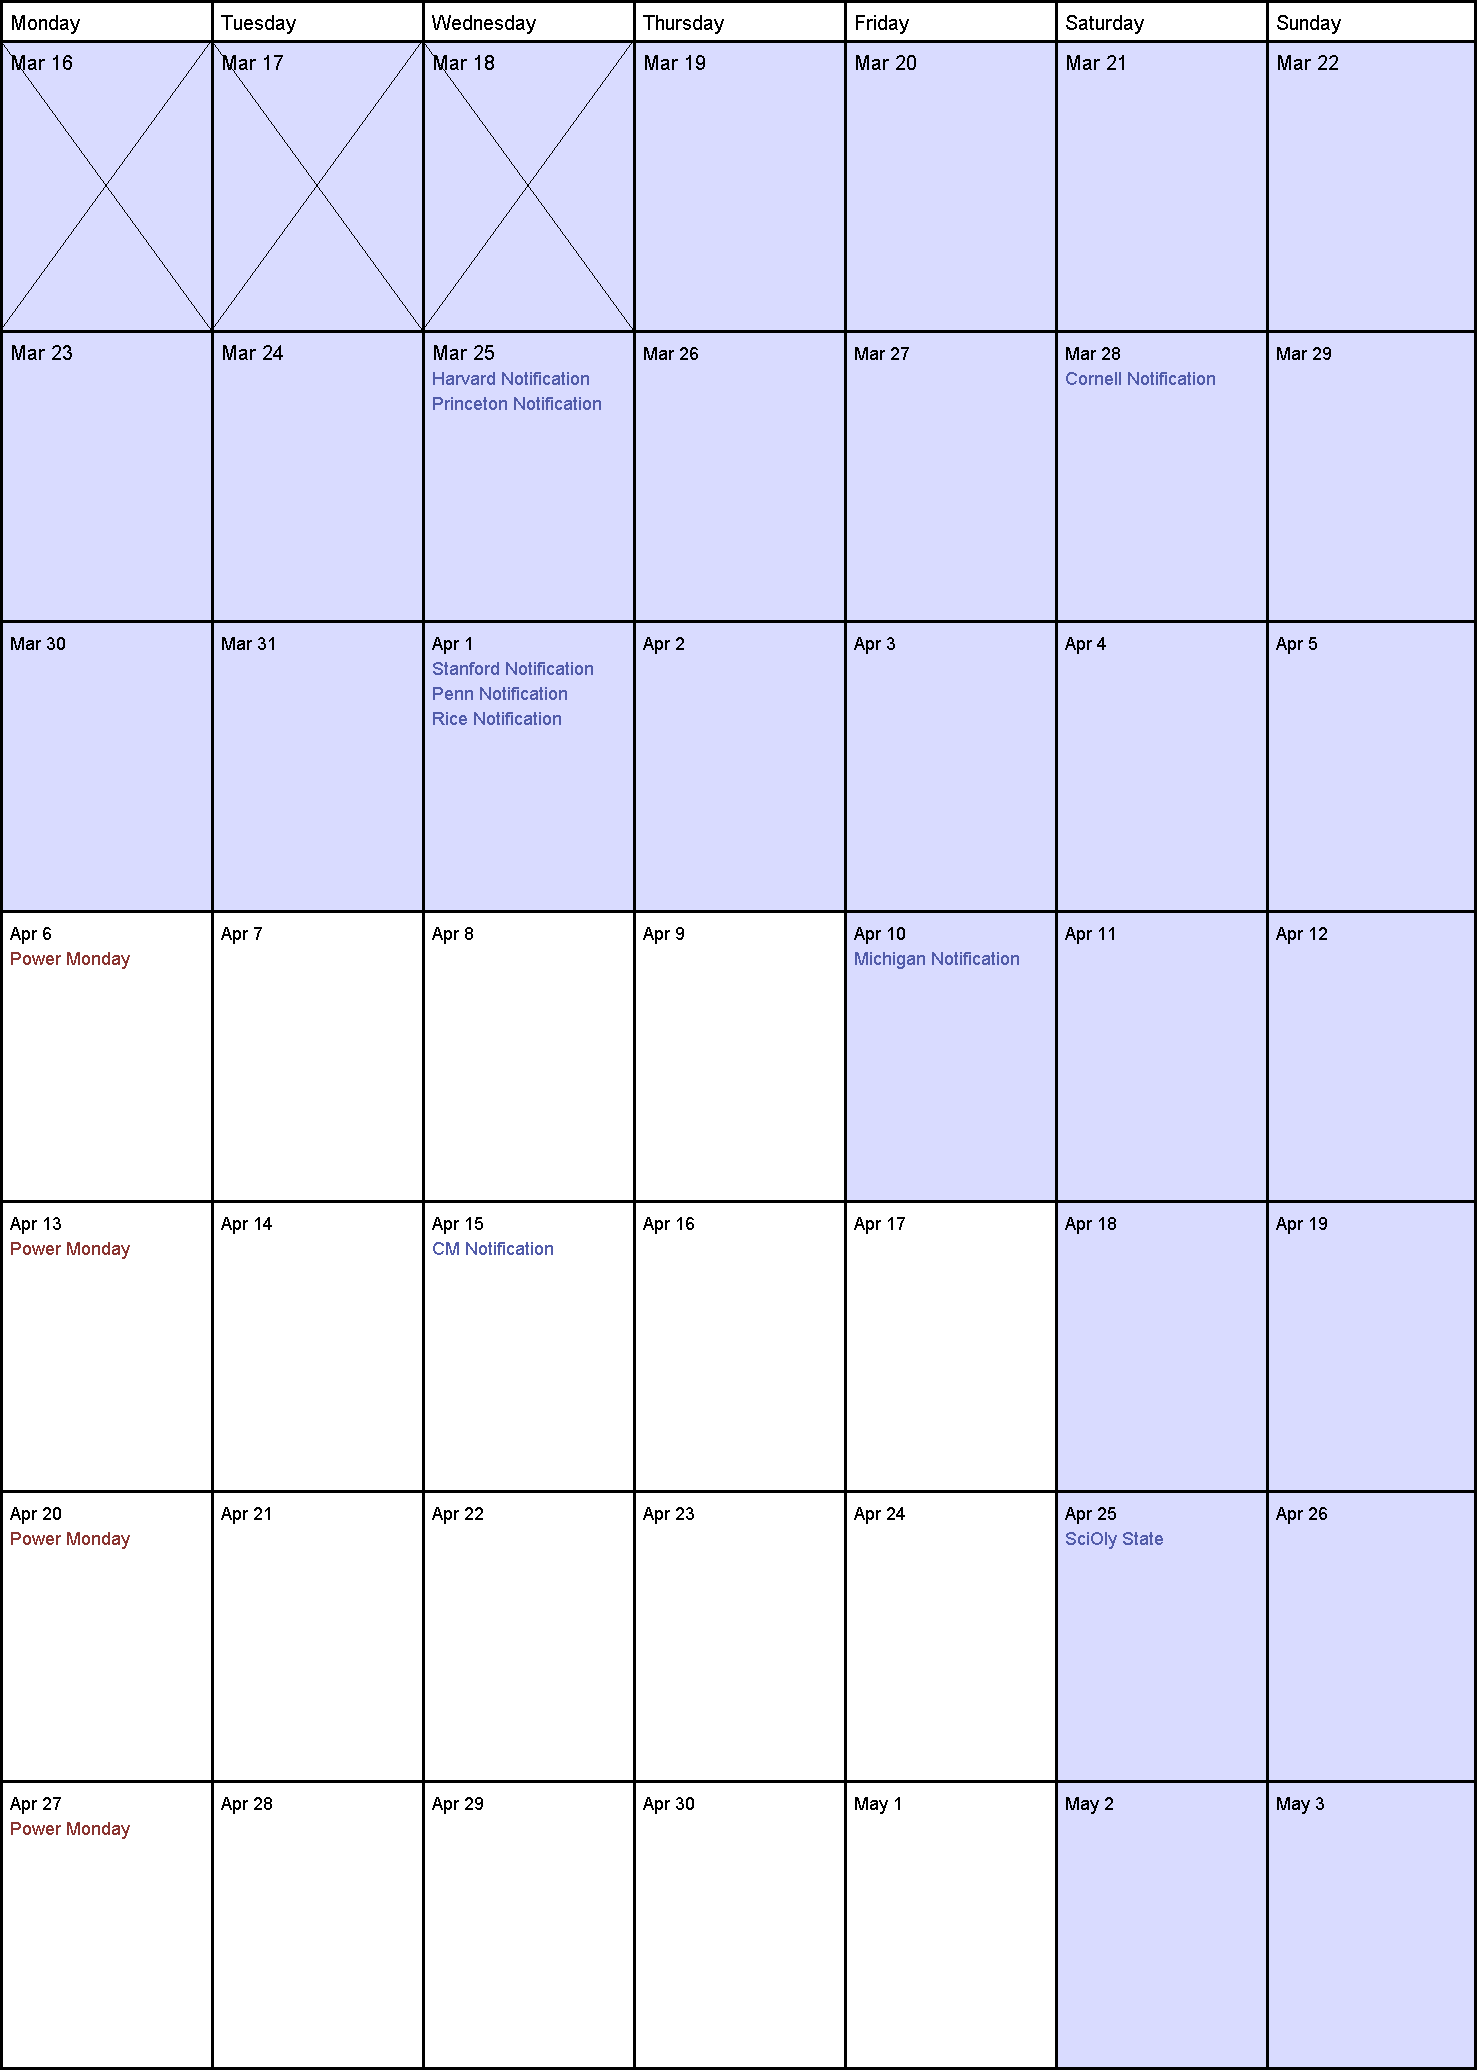 Monday Tuesday Wednesday Thursday Friday Saturday Sunday
Mar 16 Mar 17 Mar 18 Mar 19 Mar 20 Mar 21 Mar 22
Mar 23 Mar 24 Mar 25 Mar 26 Mar 27 Mar 28 Mar 29
Harvard Notification Cornell Notification
Princeton Notification
Mar 30 Mar 31 Apr 1 Apr 2 Apr 3 Apr 4 Apr 5
Stanford Notification
Penn Notification
Rice Notification
Apr 6 Apr 7 Apr 8 Apr 9 Apr 10 Apr 11 Apr 12
Power Monday Michigan Notification
Apr 13 Apr 14 Apr 15 Apr 16 Apr 17 Apr 18 Apr 19
Power Monday CM Notification
Apr 20 Apr 21 Apr 22 Apr 23 Apr 24 Apr 25 Apr 26
Power Monday SciOly State
Apr 27 Apr 28 Apr 29 Apr 30 May 1 May 2 May 3
Power Monday